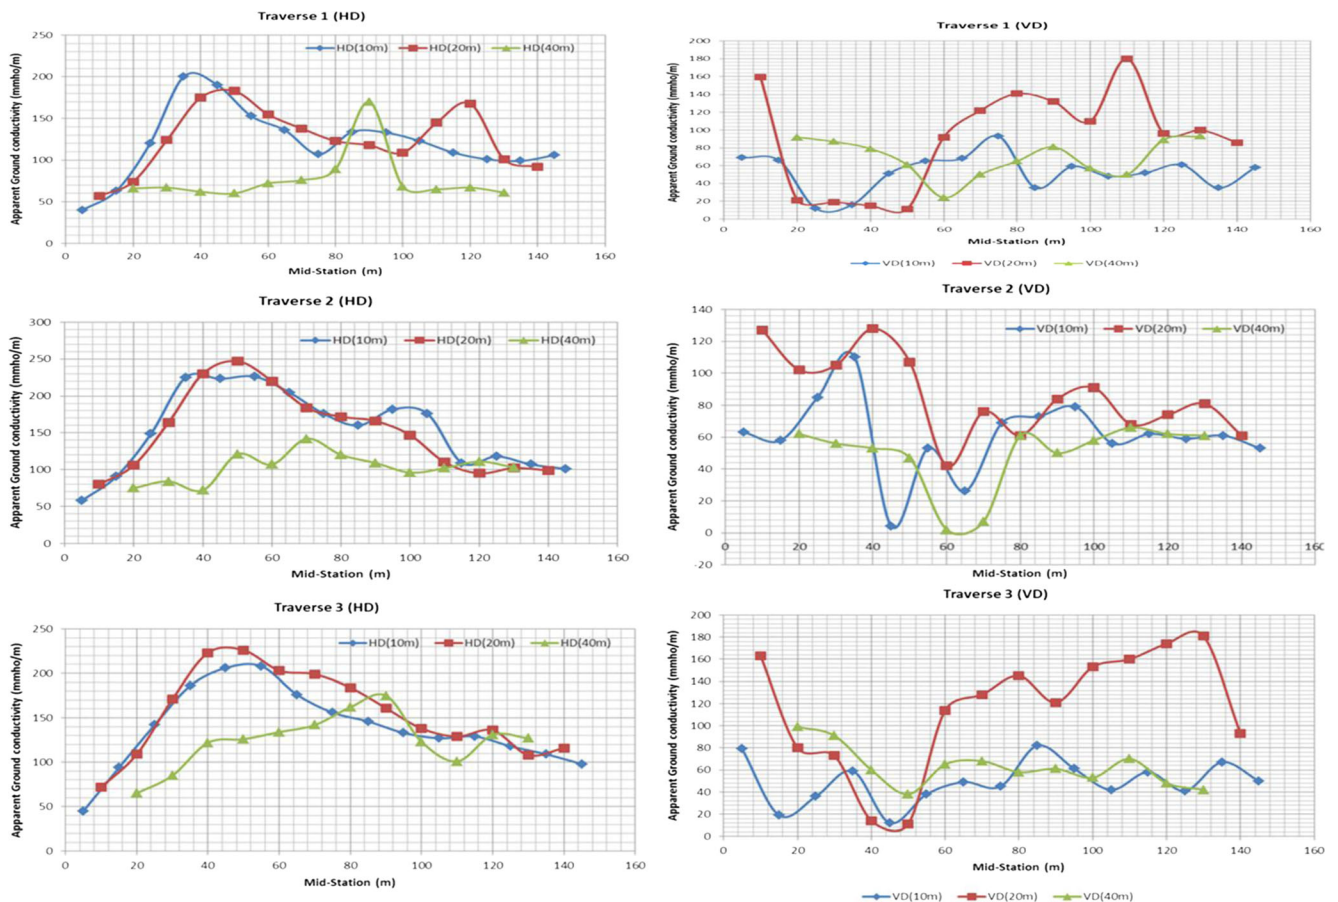 Traverse 1 (HD)
Apparent Ground conductivity (mmho/m)
250
200
150
100
50
0
HD(10m) HD(20m) HD(40m)
0 20 40 60 80 100 120 140 160
Mid-Station (m)
Traverse 1 (VD)
Apparent Ground conductivity (mmho/m)
200
180
160
140
120
100
80
60
40
20
0
0 20 40 60 80 100 120 140 160
Mid-Station (m)
VD(10m) VD(20m) VD(40m)
Traverse 2 (HD)
Apparent Ground conductivity (mmho/m)
300
250
200
150
100
50
0
HD(10m) HD(20m) HD(40m)
0 20 40 60 80 100 120 140 160
Mid-Station (m)
Traverse 2 (VD)
Apparent Ground conductivity (mmho/m)
140
120
100
80
60
40
20
0
-20
VD(10m) VD(20m) VD(40m)
0 20 40 60 80 100 120 140 160
Mid-Station (m)
Traverse 3 (HD)
Apparent Ground conductivity (mmho/m)
250
200
150
100
50
0
HD(10m) HD(20m) HD(40m)
0 20 40 60 80 100 120 140 160
Mid-Station (m)
Traverse 3 (VD)
Apparent Ground conductivity (mmho/m)
200
180
160
140
120
100
80
60
40
20
0
0 20 40 60 80 100 120 140 160
Mid-Station (m)
VD(10m) VD(20m) VD(40m)